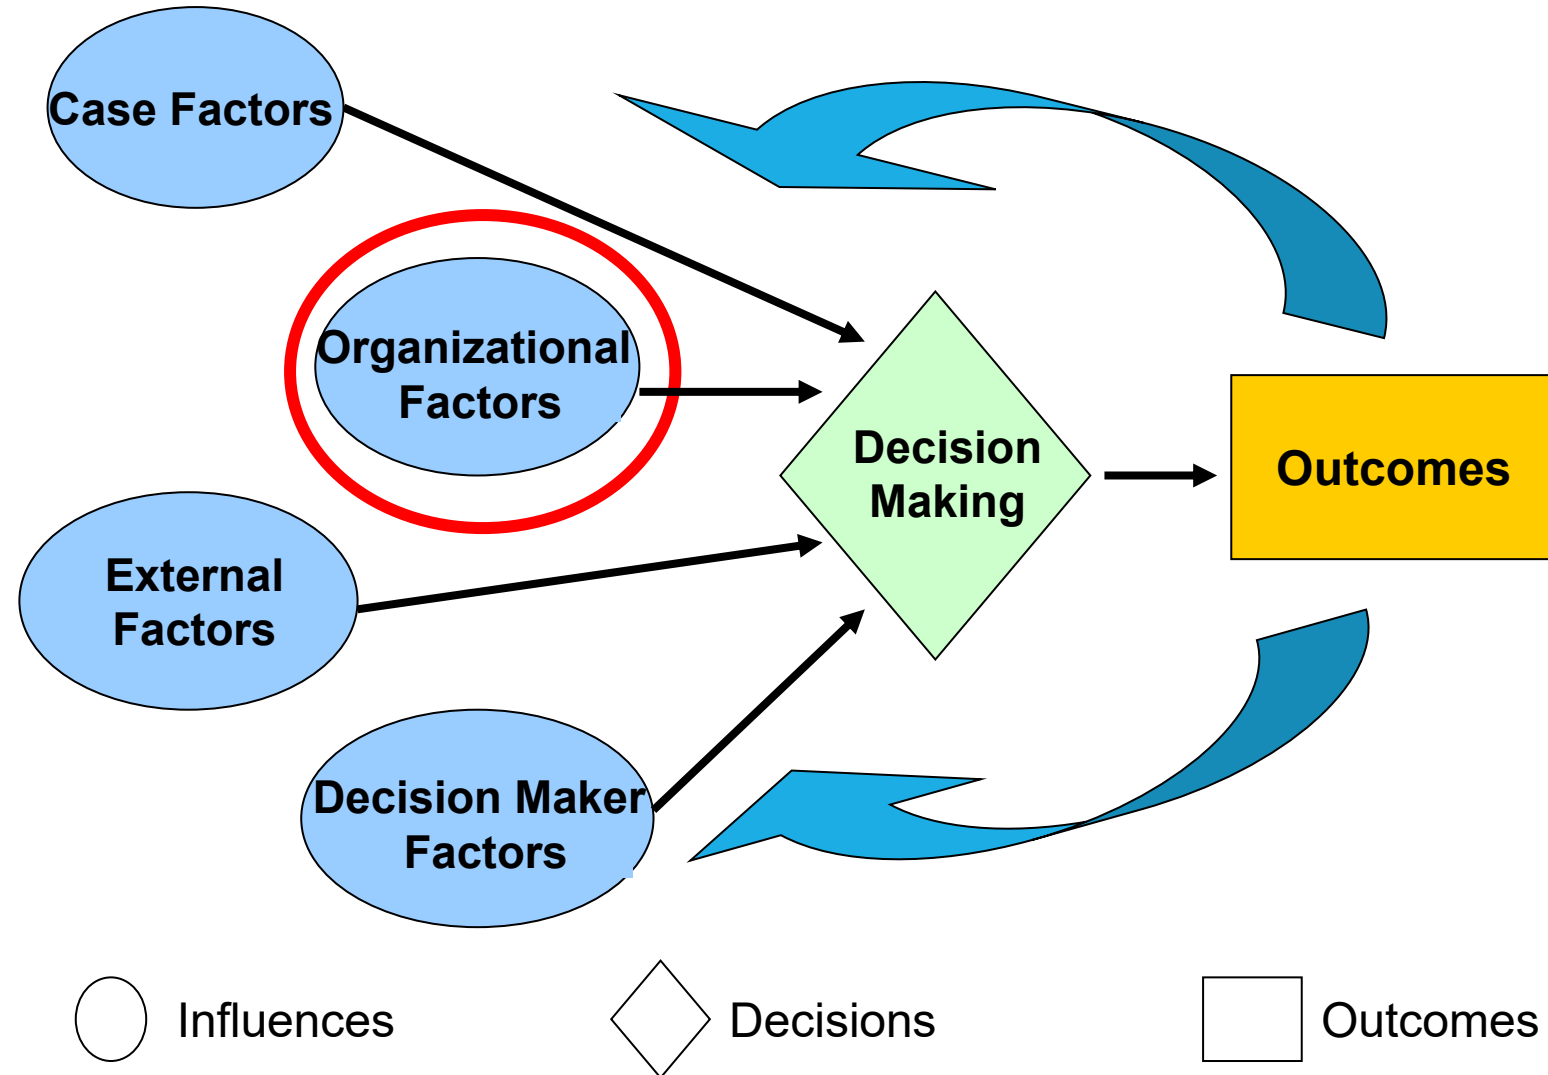 Case Factors
Organizational
Factors
Decision
Making
Outcomes
External
Factors
Decision Maker
Factors
Influences
Decisions
Outcomes